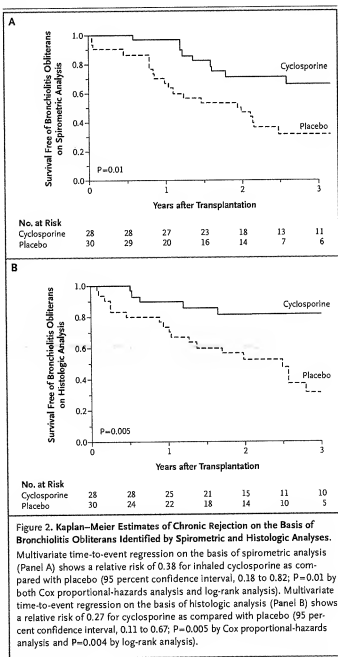 A
Survival Free of Bronchiolitis Obliterans
on Spirometric Analysis
1.0
0.8
0.6
0.4
0.2
0.0
Cyclosporine
Placebo
P=0.01
0 1 2 3
Years after Transplantation
No. at Risk
Cyclosporine 28 28 27 23 18 13 11
Placebo 30 29 20 16 14 7 6
B
Survival Free of Bronchiolitis Obliterans
on Histologic Analysis
1.0
0.8
0.6
0.4
0.2
0.0
Cyclosporine
Placebo
P=0.005
0 1 2 3
Years after Transplantation
No. at Risk
Cyclosporine 28 28 25 21 15 11 10
Placebo 30 24 22 18 14 10 5
Figure 2. Kaplan–Meier Estimates of Chronic Rejection on the Basis of
Bronchiolitis Obliterans Identified by Spirometric and Histologic Analyses.
Multivariate time-to-event regression on the basis of spirometric analysis
(Panel A) shows a relative risk of 0.38 for inhaled cyclosporine as com-
pared with placebo (95 percent confidence interval, 0.18 to 0.82; P=0.01 by
both Cox proportional-hazards analysis and log-rank analysis). Multivariate
time-to-event regression on the basis of histologic analysis (Panel B) shows
a relative risk of 0.27 for cyclosporine as compared with placebo (95 per-
cent confidence interval, 0.11 to 0.67; P=0.005 by Cox proportional-hazards
analysis and P=0.004 by log-rank analysis).